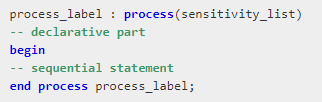 process_label : process(sensitivity_list)
-- declarative part
begin
-- sequential statement
end process process_label;